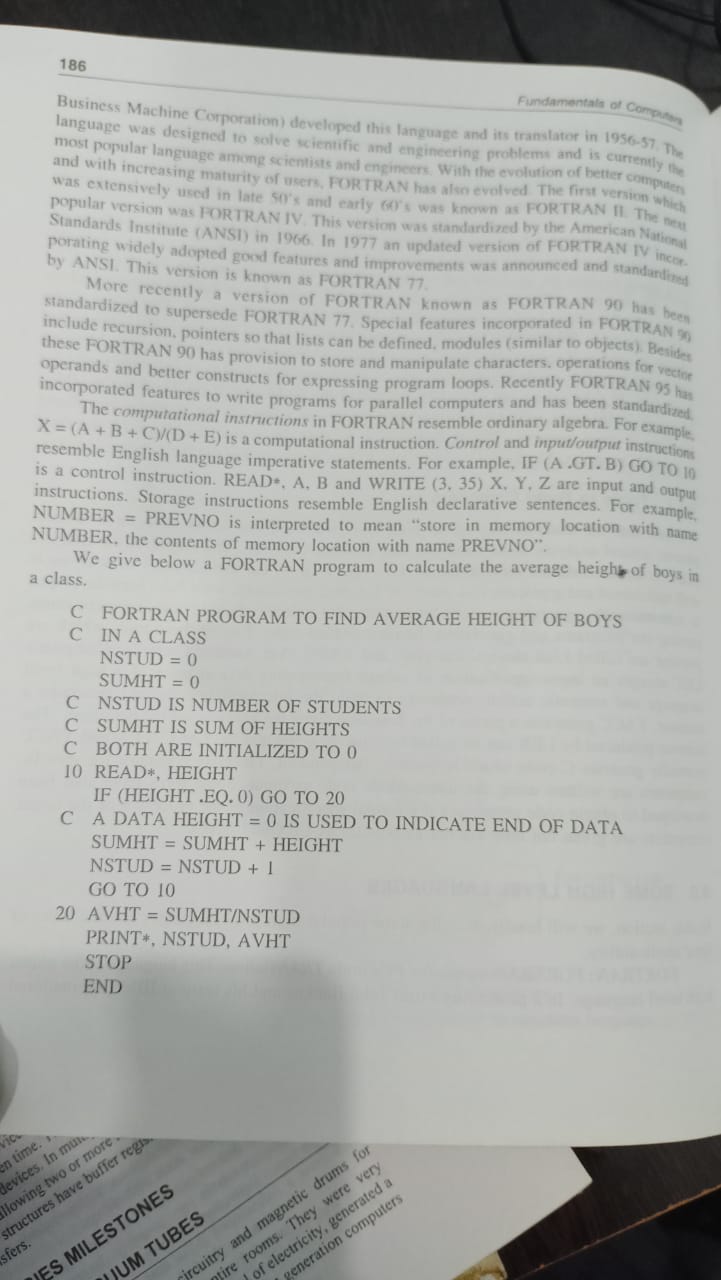 186
Fundamentals of Computers
Business Machine Corporation) developed this language and its translator in 1956-57. The
language was designed to solve scientific and engineering problems and is currently the
most popular language among scientists and engineers. With the evolution of better computers
and with increasing maturity of users, FORTRAN has also evolved. The first version which
was extensively used in late 50's and early 60's was known as FORTRAN II. The next
popular version was FORTRAN IV. This version was standardized by the American National
Standards Institute (ANSI) in 1966. In 1977 an updated version of FORTRAN IV incor-
porating widely adopted good features and improvements was announced and standardized
by ANSI. This version is known as FORTRAN 77.
More recently a version of FORTRAN known as FORTRAN 90 has been
standardized to supersede FORTRAN 77. Special features incorporated in FORTRAN 90
include recursion, pointers so that lists can be defined, modules (similar to objects). Besides
these FORTRAN 90 has provision to store and manipulate characters, operations for vector
operands and better constructs for expressing program loops. Recently FORTRAN 95 has
incorporated features to write programs for parallel computers and has been standardized.
The computational instructions in FORTRAN resemble ordinary algebra. For example,
X = (A + B + C)/(D + E) is a computational instruction. Control and input/output instructions
resemble English language imperative statements. For example, IF (A .GT. B) GO TO 10
is a control instruction. READ*, A, B and WRITE (3, 35) X, Y, Z are input and output
instructions. Storage instructions resemble English declarative sentences. For example,
NUMBER = PREVNO is interpreted to mean "store in memory location with name
NUMBER, the contents of memory location with name PREVNO".
We give below a FORTRAN program to calculate the average height of boys in
a class.
C FORTRAN PROGRAM TO FIND AVERAGE HEIGHT OF BOYS
C IN A CLASS
NSTUD = 0
SUMHT = 0
C NSTUD IS NUMBER OF STUDENTS
C SUMHT IS SUM OF HEIGHTS
C BOTH ARE INITIALIZED TO 0
10 READ*, HEIGHT
IF (HEIGHT .EQ. 0) GO TO 20
C A DATA HEIGHT = 0 IS USED TO INDICATE END OF DATA
SUMHT = SUMHT + HEIGHT
NSTUD = NSTUD + 1
GO TO 10
20 AVHT = SUMHT/NSTUD
PRINT*, NSTUD, AVHT
STOP
END
en time.
devices. In
allowing two or more
structures have buffer
sfers.
IES MILESTONES
UUM TUBES
circuitry and magnetic drums for
ntire rooms. They were very
of electricity, generated a
generation computers